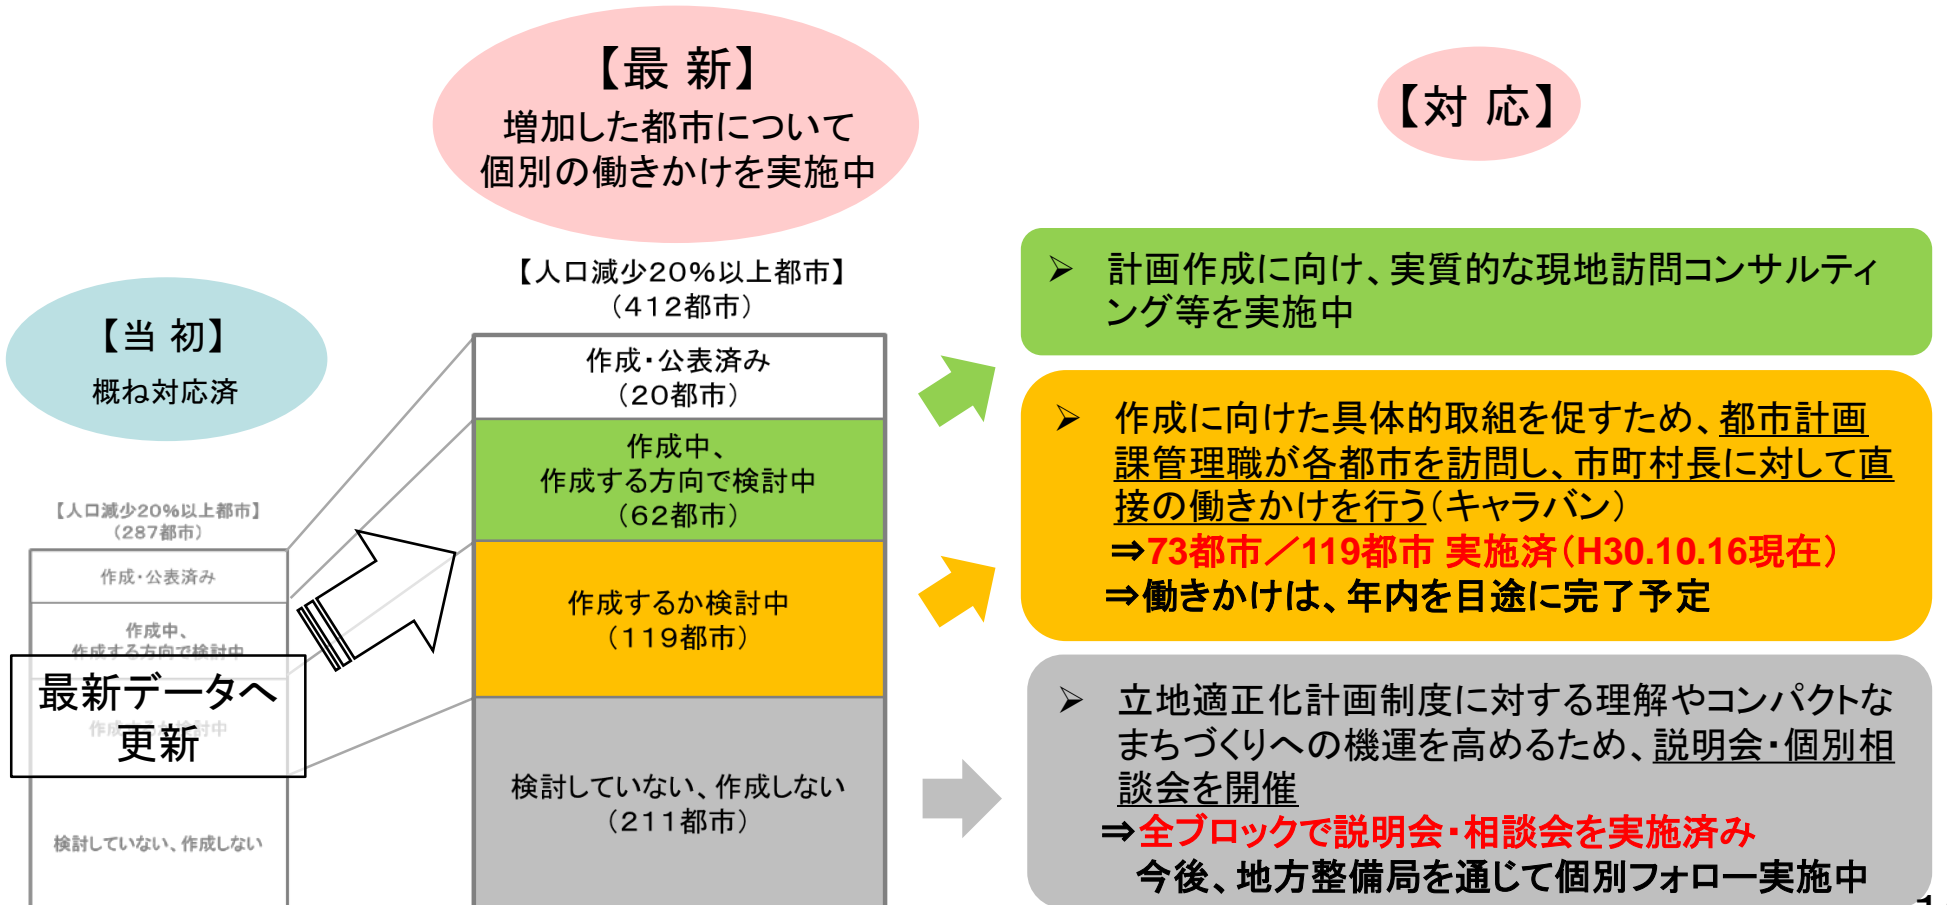 【最 新】
増加した都市について
個別の働きかけを実施中
【対 応】
【当 初】
概ね対応済
【人口減少20%以上都市】
（287都市）
作成・公表済み
作成中、
作成する方向で検討中
作成するか検討中
検討していない、作成しない
最新データへ
更新
【人口減少20%以上都市】
（412都市）
作成・公表済み
（20都市）
作成中、
作成する方向で検討中
（62都市）
作成するか検討中
（119都市）
検討していない、作成しない
（211都市）
➢ 計画作成に向け、実質的な現地訪問コンサルティ
ング等を実施中
➢ 作成に向けた具体的取組を促すため、都市計画
課管理職が各都市を訪問し、市町村長に対して直
接の働きかけを行う（キャラバン）
⇒73都市／119都市 実施済（H30.10.16現在）
⇒働きかけは、年内を目途に完了予定
➢ 立地適正化計画制度に対する理解やコンパクトな
まちづくりへの機運を高めるため、説明会・個別相
談会を開催
⇒全ブロックで説明会・相談会を実施済み
今後、地方整備局を通じて個別フォロー実施中